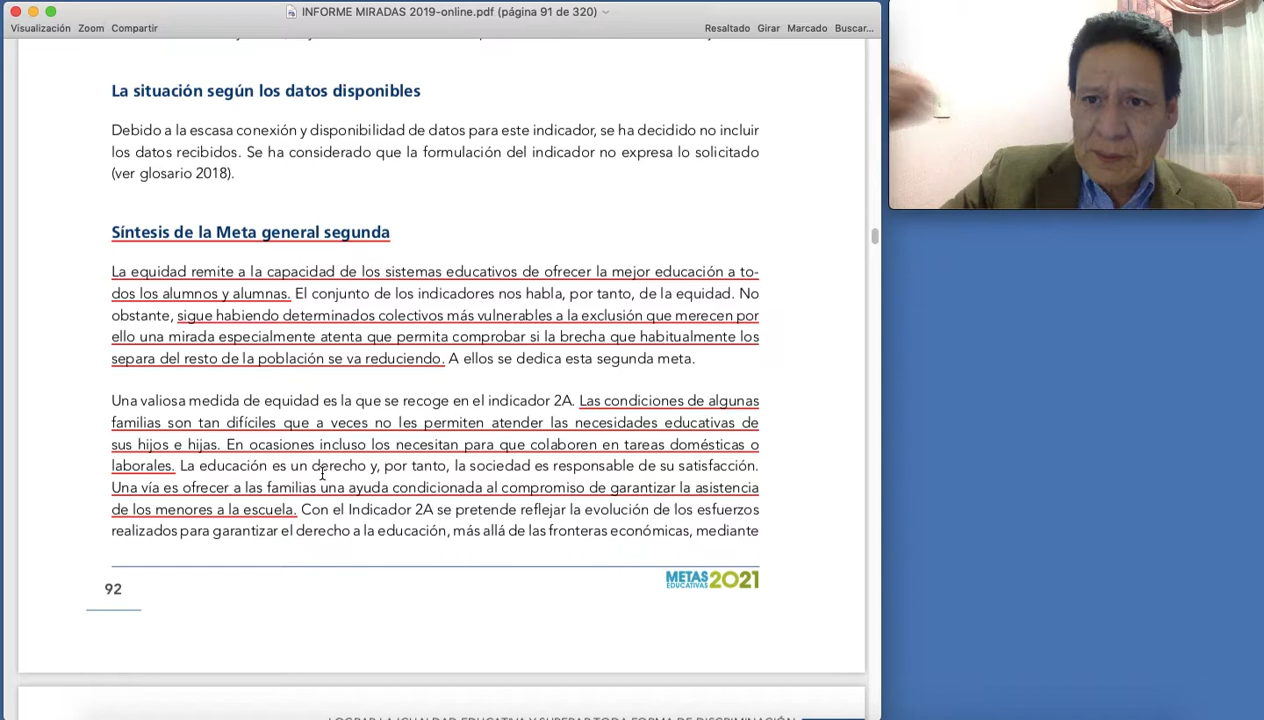 INFORME MIRADAS 2019-online.pdf (página 91 de 320)
Visualización Zoom Compartir Resaltado Girar Marcado Buscar...
La situación según los datos disponibles
Debido a la escasa conexión y disponibilidad de datos para este indicador, se ha decidido no incluir
los datos recibidos. Se ha considerado que la formulación del indicador no expresa lo solicitado
(ver glosario 2018).
Síntesis de la Meta general segunda
La equidad remite a la capacidad de los sistemas educativos de ofrecer la mejor educación a to-
dos los alumnos y alumnas. El conjunto de los indicadores nos habla, por tanto, de la equidad. No
obstante, sigue habiendo determinados colectivos más vulnerables a la exclusión que merecen por
ello una mirada especialmente atenta que permita comprobar si la brecha que habitualmente los
separa del resto de la población se va reduciendo. A ellos se dedica esta segunda meta.
Una valiosa medida de equidad es la que se recoge en el indicador 2A. Las condiciones de algunas
familias son tan difíciles que a veces no les permiten atender las necesidades educativas de
sus hijos e hijas. En ocasiones incluso los necesitan para que colaboren en tareas domésticas o
laborales. La educación es un derecho y, por tanto, la sociedad es responsable de su satisfacción.
Una vía es ofrecer a las familias una ayuda condicionada al compromiso de garantizar la asistencia
de los menores a la escuela. Con el Indicador 2A se pretende reflejar la evolución de los esfuerzos
realizados para garantizar el derecho a la educación, más allá de las fronteras económicas, mediante
92
METAS EDUCATIVAS 2021
LOGRAR LA IGUALDAD EDUCATIVA Y SUPERAR TODA FORMA DE DISCRIMINACIÓN